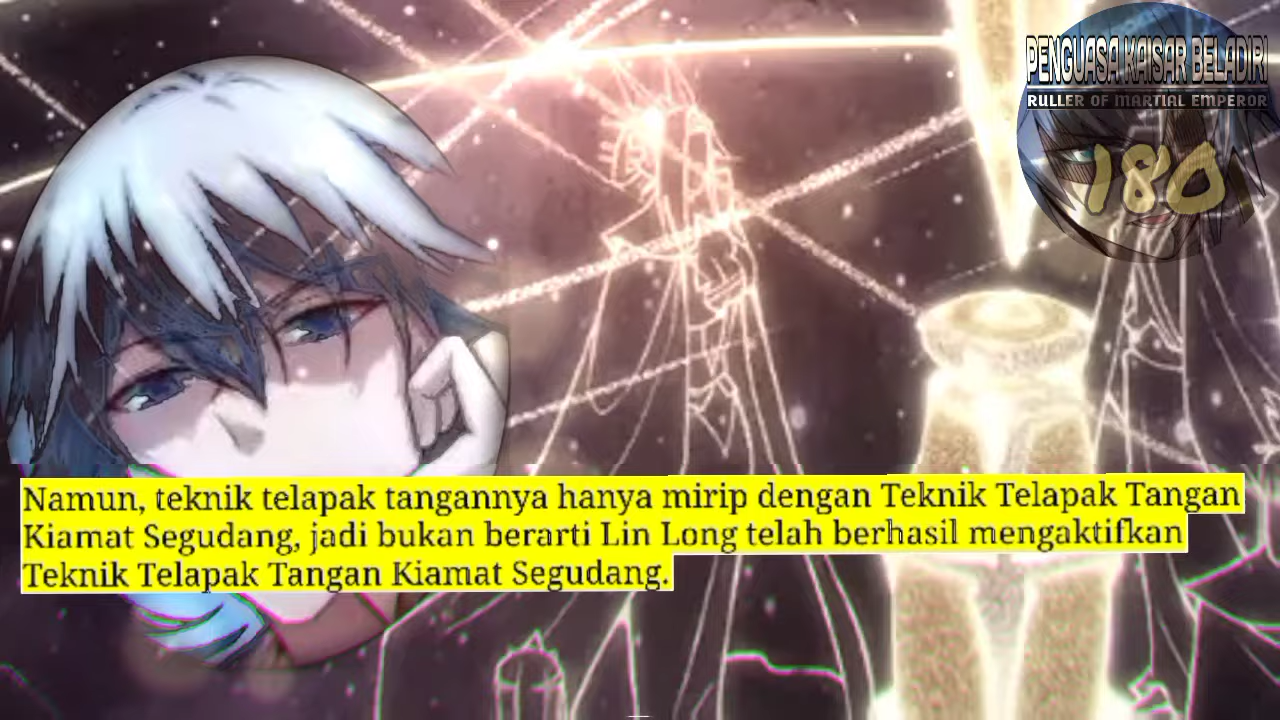 PENGUASA KAISAR BELADIRI
RULLER OF MARTIAL EMPEROR
180
Namun, teknik telapak tangannya hanya mirip dengan Teknik Telapak Tangan
Kiamat Segudang, jadi bukan berarti Lin Long telah berhasil mengaktifkan
Teknik Telapak Tangan Kiamat Segudang.